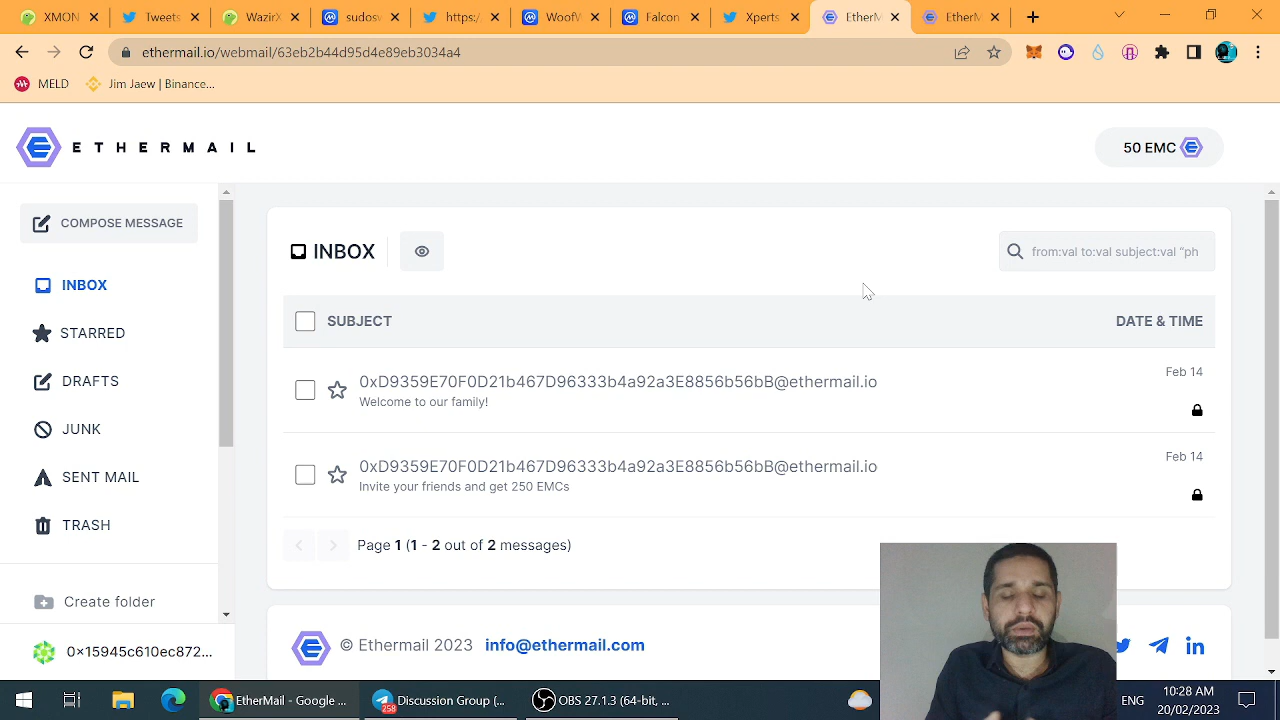 XMON
Tweets
WazirX
sudosv
https:/
WoofW
Falcon
Xperts
EtherM
EtherM
ethermail.io/webmail/63eb2b44d95d4e89eb3034a4
MELD
Jim Jaew | Binance...
ETHERMAIL
50 EMC
COMPOSE MESSAGE
INBOX
STARRED
DRAFTS
JUNK
SENT MAIL
TRASH
Create folder
0x15945c610ec872...
INBOX
from:val to:val subject:val "ph
SUBJECT
DATE & TIME
0xD9359E70F0D21b467D96333b4a92a3E8856b56bB@ethermail.io
Feb 14
Welcome to our family!
0xD9359E70F0D21b467D96333b4a92a3E8856b56bB@ethermail.io
Feb 14
Invite your friends and get 250 EMCs
Page 1 (1 - 2 out of 2 messages)
© Ethermail 2023 info@ethermail.com
EtherMail - Google ...
258
Discussion Group (...
OBS 27.1.3 (64-bit, ...
ENG
10:28 AM
20/02/2023